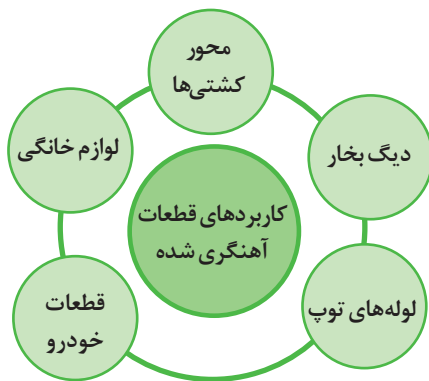 محور
کشتی‌ها
دیگ بخار
لوله‌های توپ
قطعات
خودرو
لوازم خانگی
کاربردهای قطعات
آهنگری شده